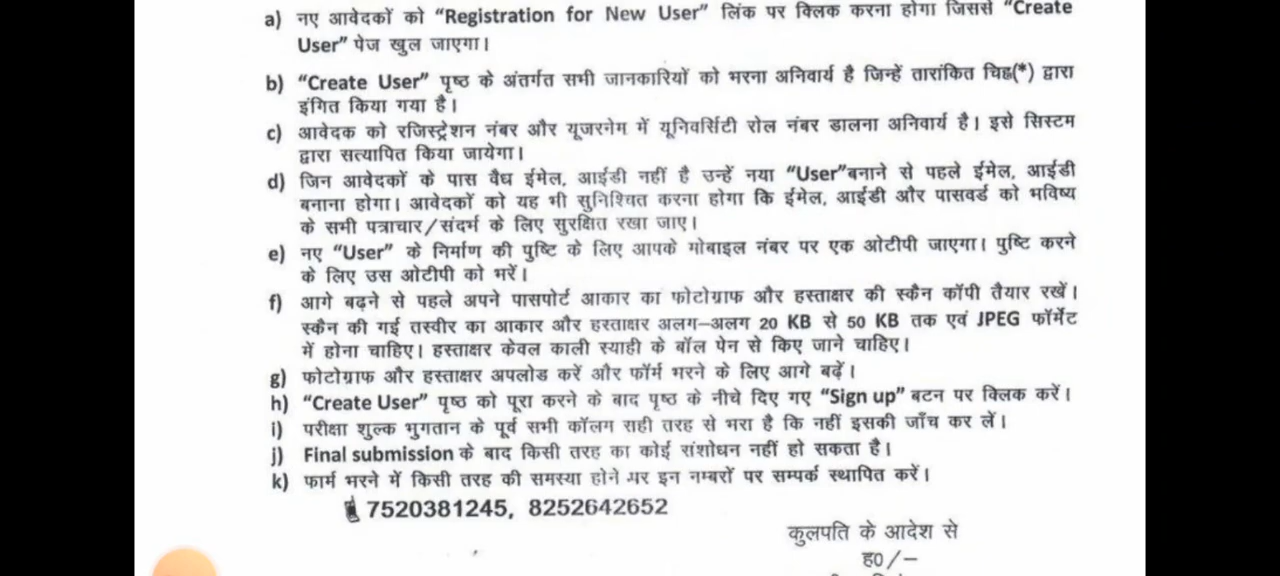 a) नए आवेदकों को “Registration for New User” लिंक पर क्लिक करना होगा जिससे “Create
User” पेज खुल जाएगा।
b) “Create User” पृष्ठ के अंतर्गत सभी जानकारियों को भरना अनिवार्य है जिन्हें तारांकित चिह्न(*) द्वारा
इंगित किया गया है।
c) आवेदक को रजिस्ट्रेशन नंबर और यूजरनेम में यूनिवर्सिटी रोल नंबर डालना अनिवार्य है। इसे सिस्टम
द्वारा सत्यापित किया जायेगा।
d) जिन आवेदकों के पास वैध ईमेल, आईडी नहीं है उन्हें नया “User”बनाने से पहले ईमेल, आईडी
बनाना होगा। आवेदकों को यह भी सुनिश्चित करना होगा कि ईमेल, आईडी और पासवर्ड को भविष्य
के सभी पत्राचार/संदर्भ के लिए सुरक्षित रखा जाए।
e) नए “User” के निर्माण की पुष्टि के लिए आपके मोबाइल नंबर पर एक ओटीपी जाएगा। पुष्टि करने
के लिए उस ओटीपी को भरें।
f) आगे बढ़ने से पहले अपने पासपोर्ट आकार का फोटोग्राफ और हस्ताक्षर की स्कैन कॉपी तैयार रखें।
स्कैन की गई तस्वीर का आकार और हस्ताक्षर अलग–अलग 20 KB से 50 KB तक एवं JPEG फॉर्मेट
में होना चाहिए। हस्ताक्षर केवल काली स्याही के बॉल पेन से किए जाने चाहिए।
g) फोटोग्राफ और हस्ताक्षर अपलोड करें और फॉर्म भरने के लिए आगे बढ़ें।
h) “Create User” पृष्ठ को पूरा करने के बाद पृष्ठ के नीचे दिए गए “Sign up” बटन पर क्लिक करें।
i) परीक्षा शुल्क भुगतान के पूर्व सभी कॉलम सही तरह से भरा है कि नहीं इसकी जाँच कर लें।
j) Final submission के बाद किसी तरह का कोई संशोधन नहीं हो सकता है।
k) फार्म भरने में किसी तरह की समस्या होने पर इन नम्बरों पर सम्पर्क स्थापित करें।
7520381245, 8252642652
कुलपति के आदेश से
ह0/–